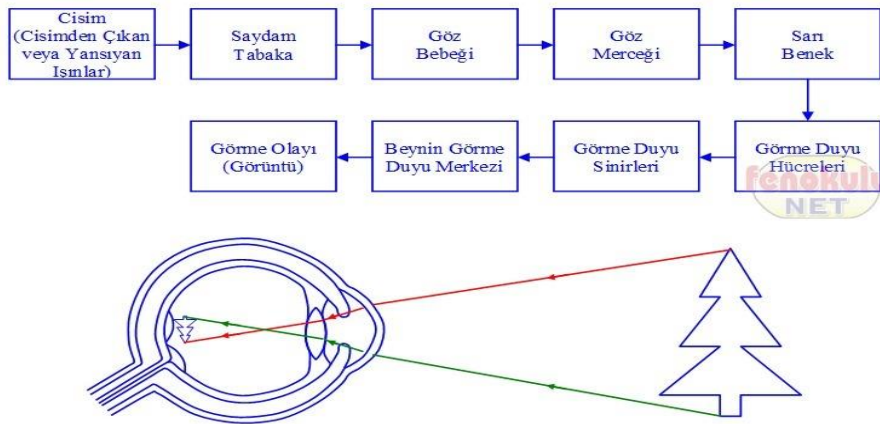 Cisim
(Cisimden Çıkan
veya Yansıyan
Işınlar)
Saydam
Tabaka
Göz
Bebeği
Göz
Merceği
Sarı
Benek
Görme Duyu
Hücreleri
Görme Duyu
Sinirleri
Beynin Görme
Duyu Merkezi
Görme Olayı
(Görüntü)
fenokulu
NET